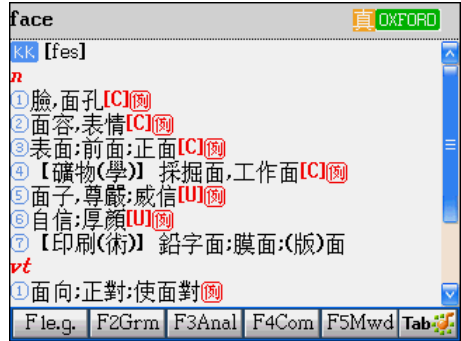 face 真 OXFORD
KK [fes]
n
①臉,面孔[C]例
②面容,表情[C]例
③表面;前面;正面[C]例
④【礦物(學)】 採掘面,工作面[C]例
⑤面子,尊嚴;威信[U]例
⑥自信;厚顏[U]例
⑦【印刷(術)】 鉛字面;膜面;(版)面
vt
①面向;正對;使面對例
F1e.g. F2Grm F3Anal F4Com F5Mwd Tab